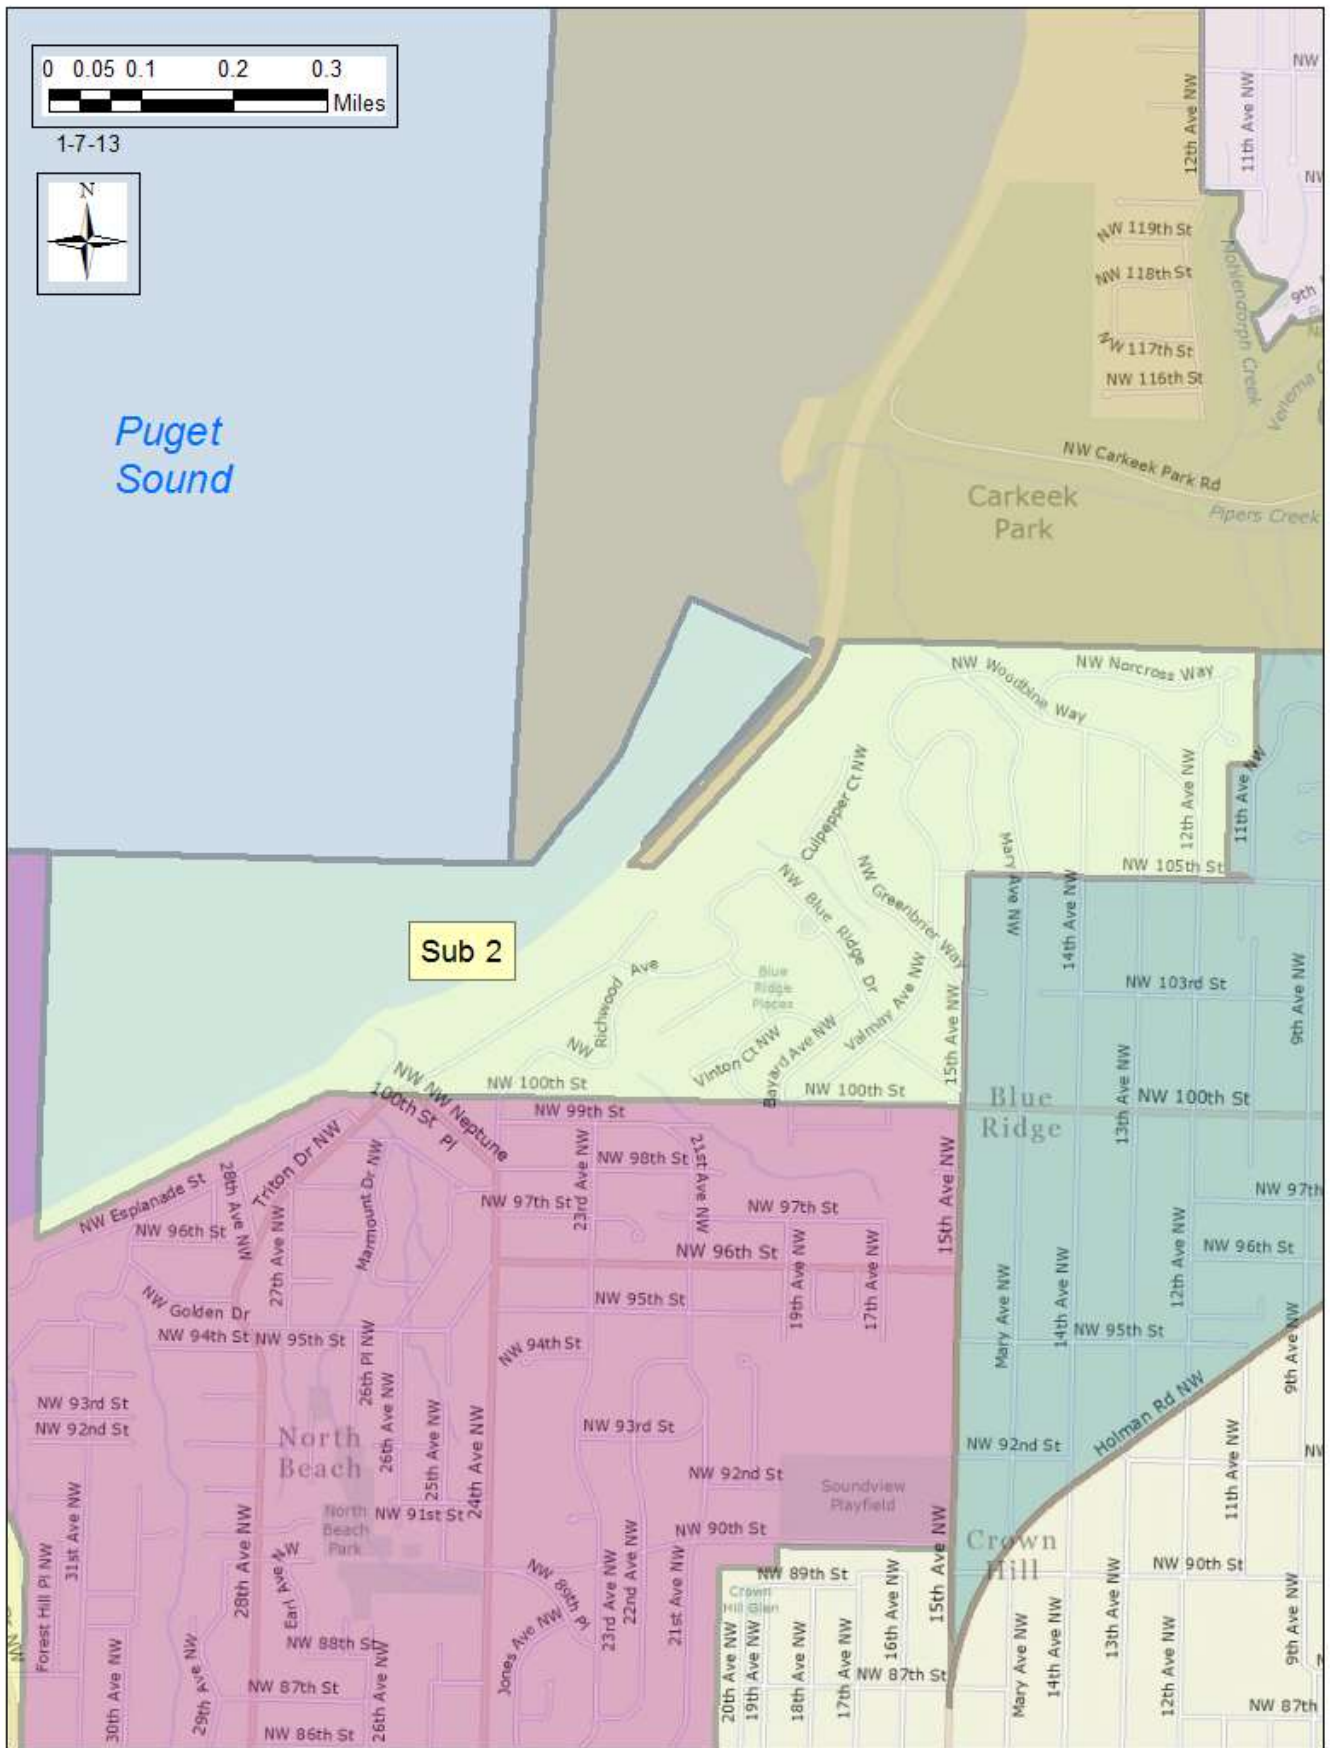 0 0.05 0.1 0.2 0.3
Miles
1-7-13
N
Puget
Sound
12th Ave NW
11th Ave NW
NW
NW 119th St
NW 118th St
NW 117th St
NW 116th St
9th
Mohlendorph Creek
NW Carkeek Park Rd
Carkeek
Park
Pipers Creek
NW Woodbine Way
NW Norcross Way
Culpepper Ct NW
12th Ave NW
11th Ave NW
Mary Ave NW
NW 105th St
14th Ave NW
NW Greenbrier Way
NW Blue Ridge Dr
Sub 2
NW Richwood Ave
Blue
Ridge
Places
Valmay Ave NW
15th Ave NW
NW 103rd St
9th Ave NW
Vinton Ct NW
Bayard Ave NW
NW 100th St
NW 100th St
NW 100th St
13th Ave NW
Blue
Ridge
NW Neptune Pl
NW 100th St
NW 99th St
NW 98th St
21st Ave NW
23rd Ave NW
15th Ave NW
Triton Dr NW
Marmount Dr NW
28th Ave NW
NW Esplanade St
NW 96th St
27th Ave NW
NW 97th St
NW 97th St
NW 97th
NW 96th St
NW 96th St
12th Ave NW
19th Ave NW
17th Ave NW
Mary Ave NW
14th Ave NW
NW Golden Dr
NW 94th St
NW 95th St
NW 95th St
NW 95th St
NW 94th St
26th Pl NW
9th Ave NW
Holman Rd NW
NW 93rd St
NW 92nd St
North
Beach
26th Ave NW
25th Ave NW
24th Ave NW
NW 93rd St
NW 92nd St
NW 92nd St
11th Ave NW
Soundview
Playfield
31st Ave NW
28th Ave NW
North
Beach
Park
NW 91st St
NW 90th St
15th Ave NW
Crown
Hill
NW 90th St
Forest Hill Pl NW
Earl Ave NW
NW 89th Pl
23rd Ave NW
22nd Ave NW
21st Ave NW
NW 89th St
Crown
Hill Glen
16th Ave NW
13th Ave NW
9th Ave NW
30th Ave NW
29th Ave NW
NW 88th St
NW 87th St
26th Ave NW
NW 86th St
Jones Ave NW
20th Ave NW
19th Ave NW
18th Ave NW
17th Ave NW
NW 87th St
Mary Ave NW
14th Ave NW
12th Ave NW
NW 87th